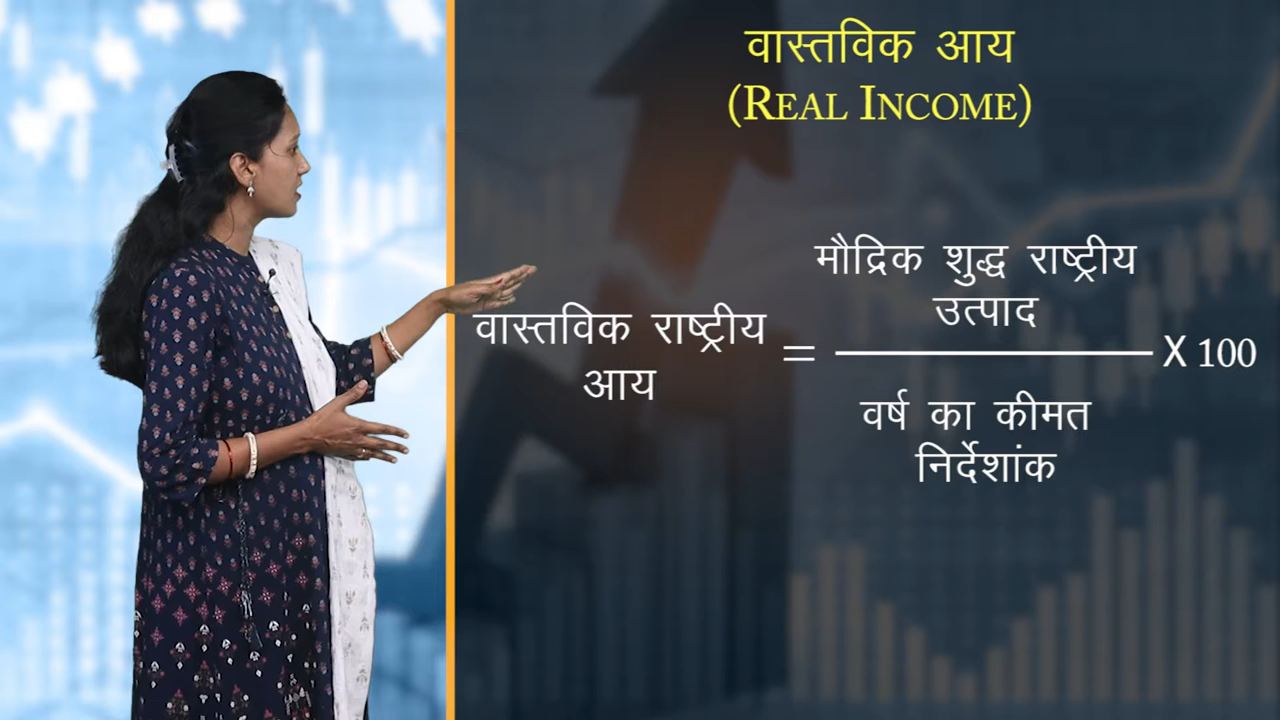 वास्तविक आय
(REAL INCOME)
वास्तविक राष्ट्रीय
आय
=
मौद्रिक शुद्ध राष्ट्रीय
उत्पाद
वर्ष का कीमत
निर्देशांक
X 100